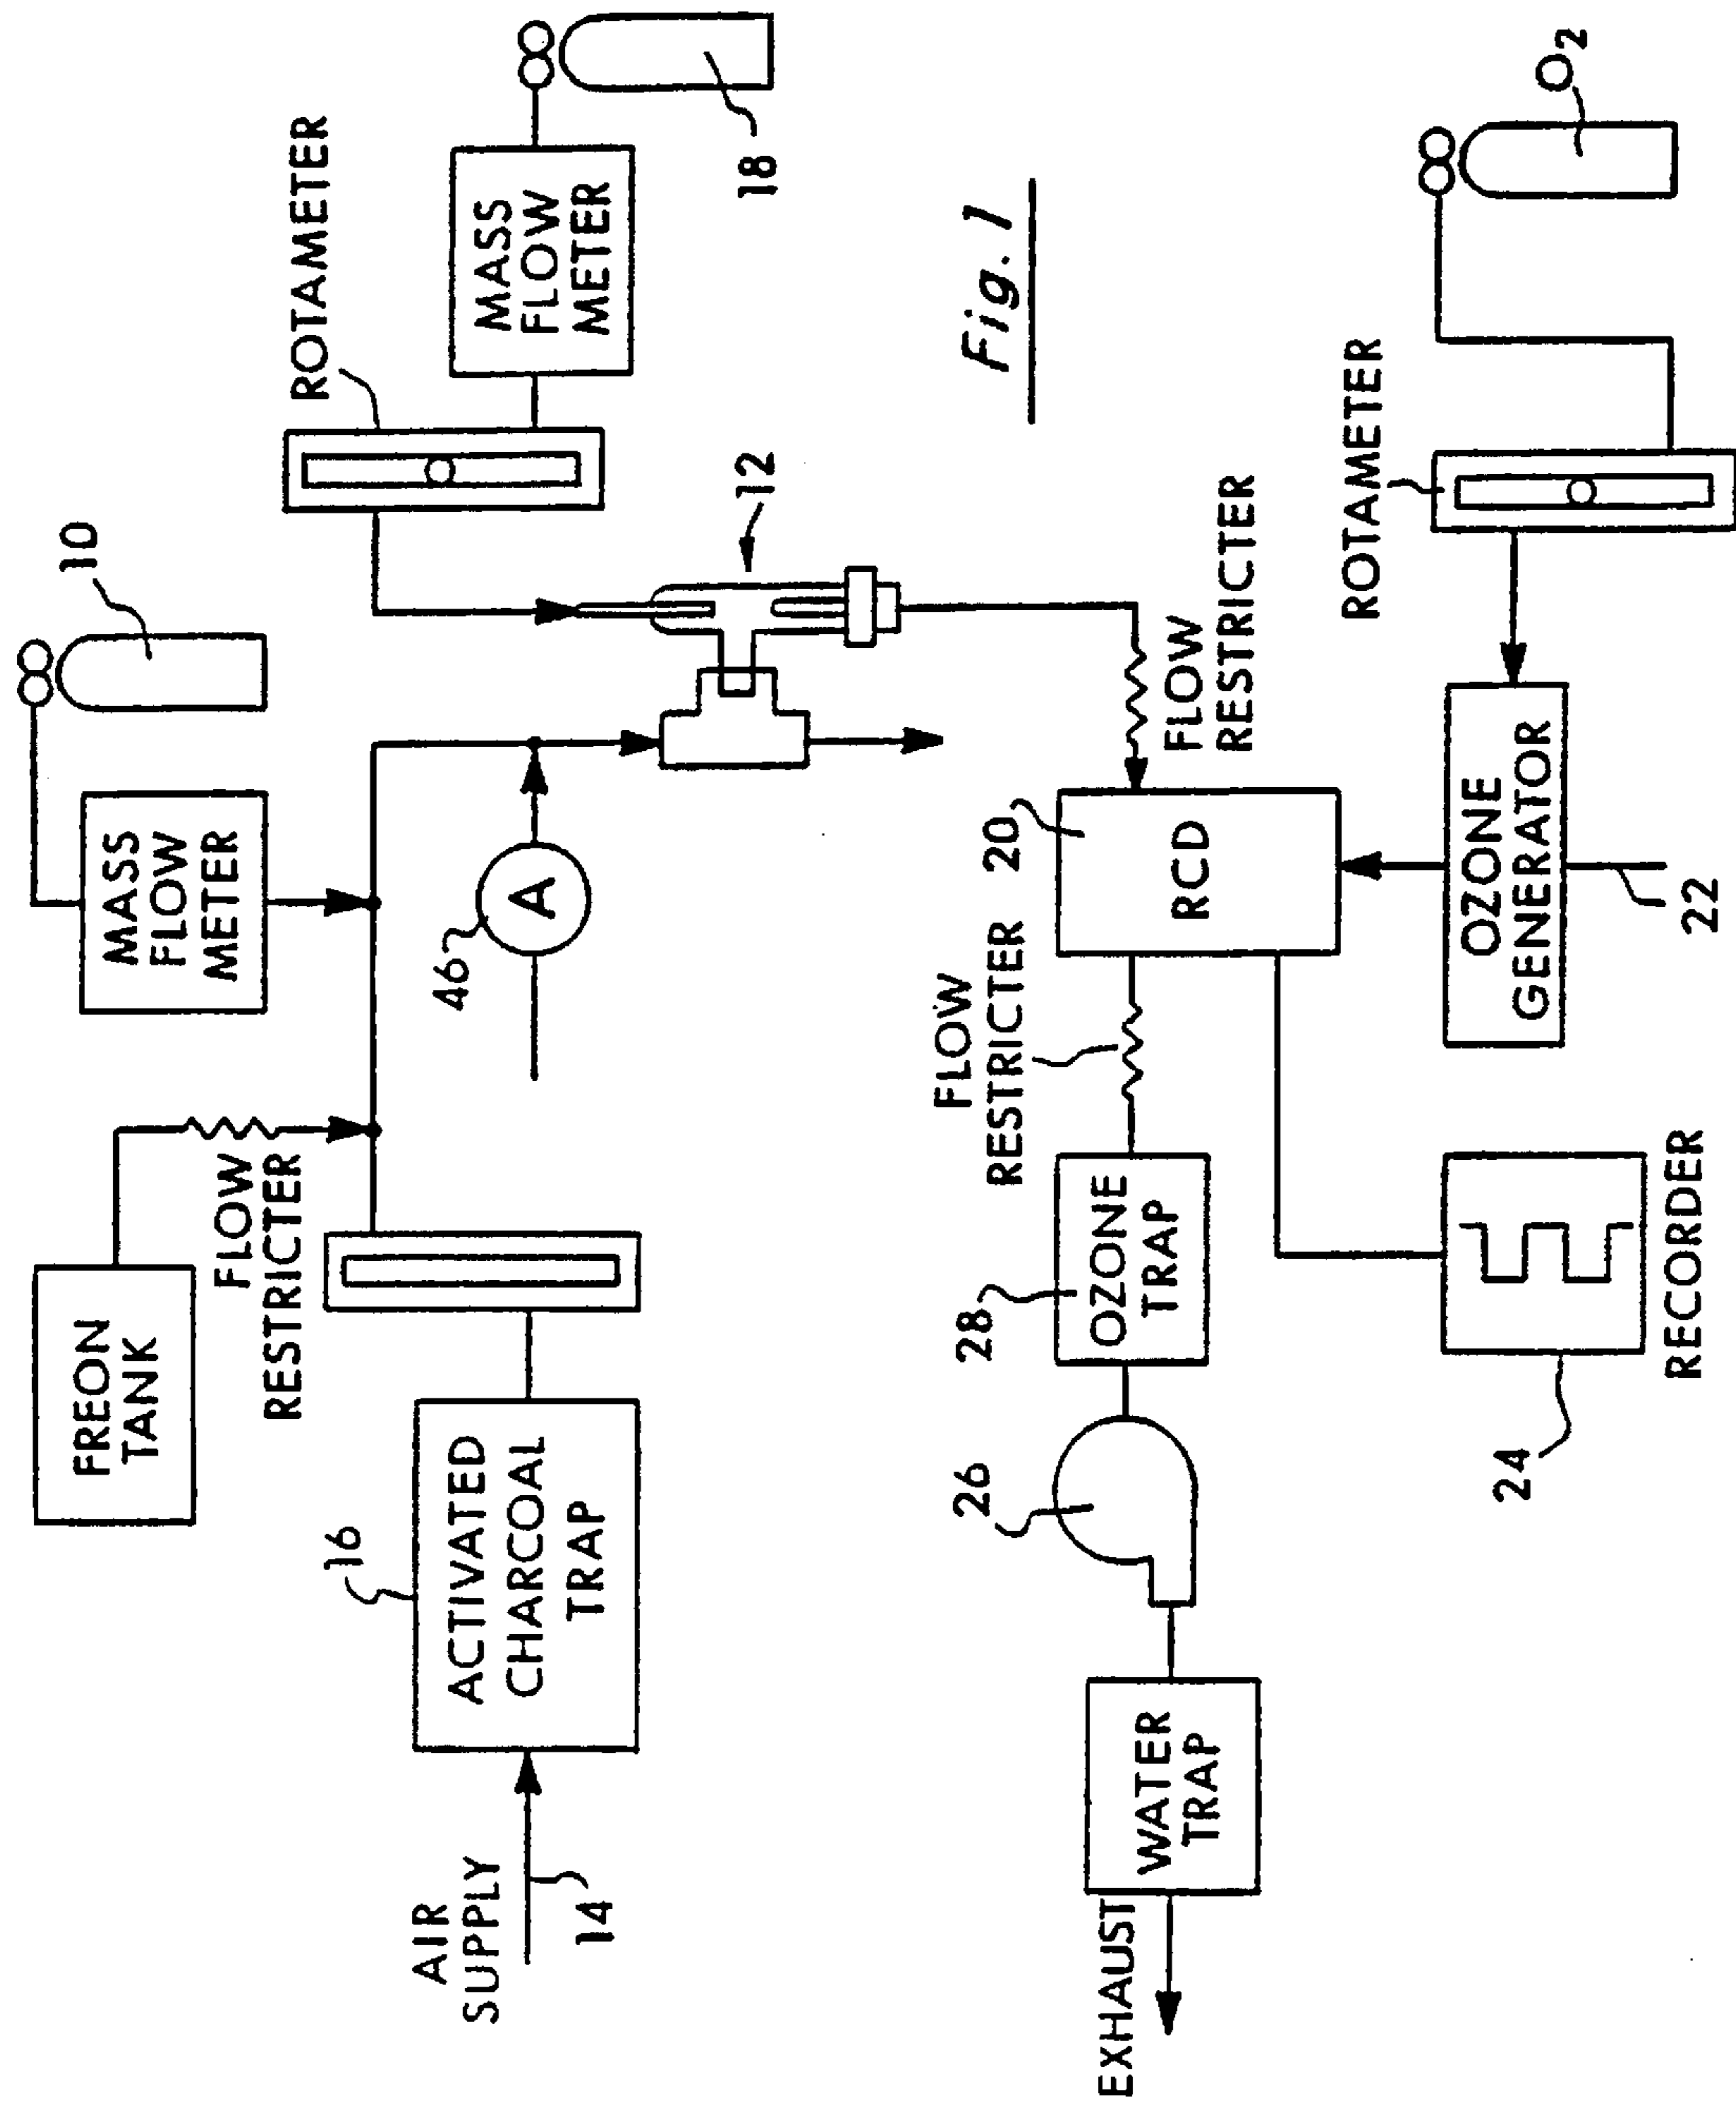 FREON
TANK
FLOW
RESTRICTER
MASS
FLOW
METER
10
ROTAMETER
MASS
FLOW
METER
18
16
ACTIVATED
CHARCOAL
TRAP
AIR
SUPPLY
14
46
A
12
Fig. 1
FLOW
RESTRICTER
20
RCD
FLOW
RESTRICTER
28
OZONE
TRAP
26
WATER
TRAP
EXHAUST
24
RECORDER
OZONE
GENERATOR
22
ROTAMETER
O2